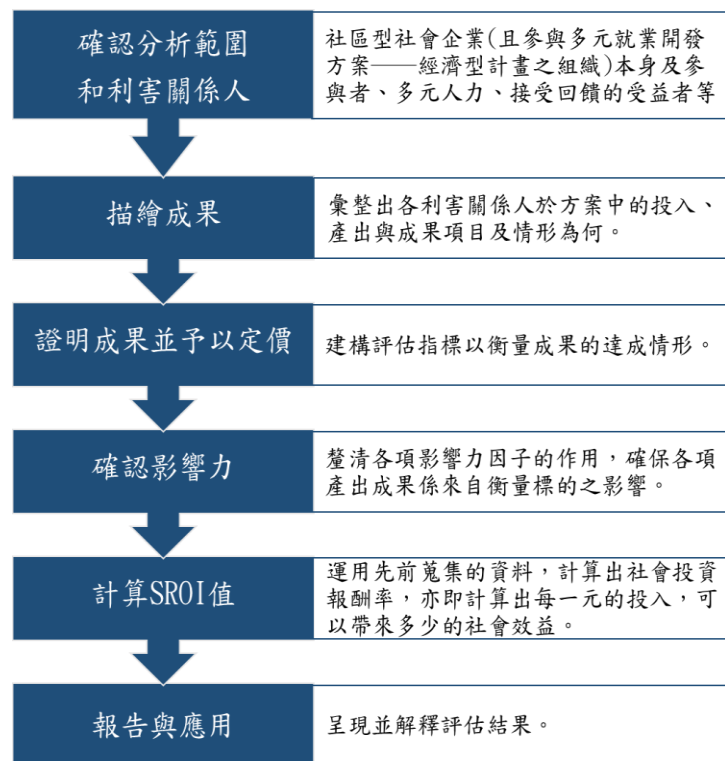 確認分析範圍
和利害關係人
社區型社會企業(且參與多元就業開發
方案——經濟型計畫之組織)本身及參
與者、多元人力、接受回饋的受益者等
描繪成果
彙整出各利害關係人於方案中的投入、
產出與成果項目及情形為何。
證明成果並予以定價
建構評估指標以衡量成果的達成情形。
確認影響力
釐清各項影響力因子的作用，確保各項
產出成果係來自衡量標的之影響。
計算SROI值
運用先前蒐集的資料，計算出社會投資
報酬率，亦即計算出每一元的投入，可
以帶來多少的社會效益。
報告與應用
呈現並解釋評估結果。